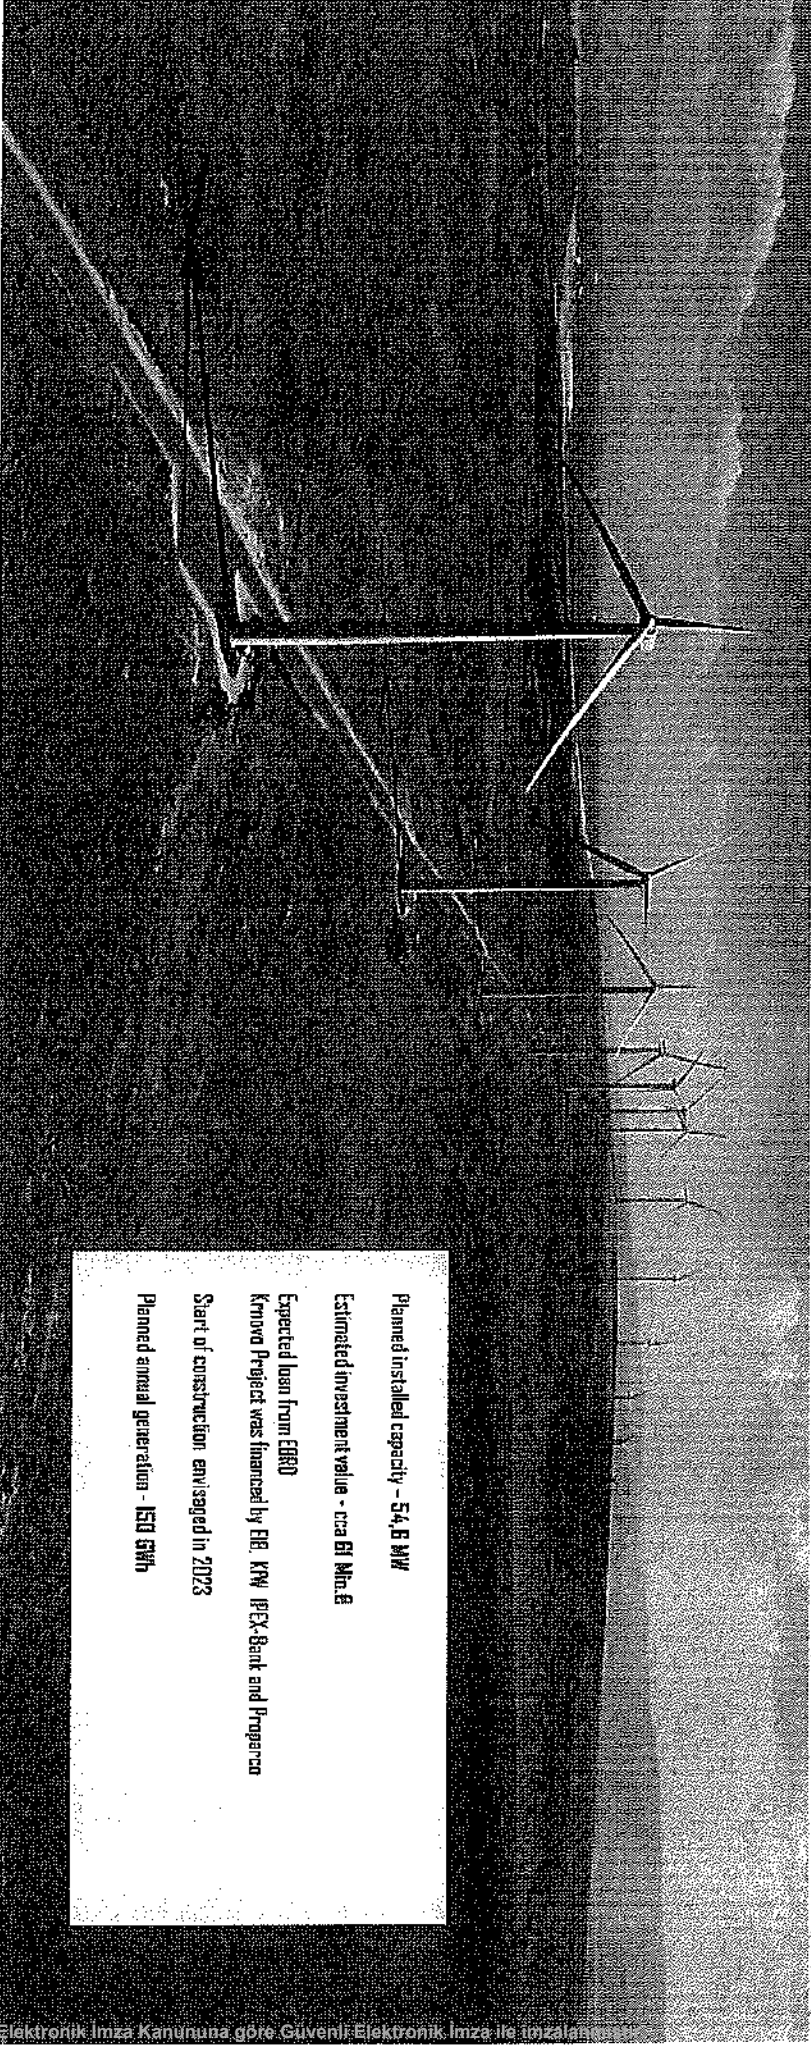 Planned installed capacity – 54,6 MW
Estimated investment value - cca 61 Mln.€
Expected loan from EBRD
Krnovo Project was financed by EIB, KfW IPEX-Bank and Proparco
Start of construction envisaged in 2023
Planned annual generation - 150 GWh
Elektronik İmza Kanununa göre Güvenli Elektronik İmza ile imzalanmıştır